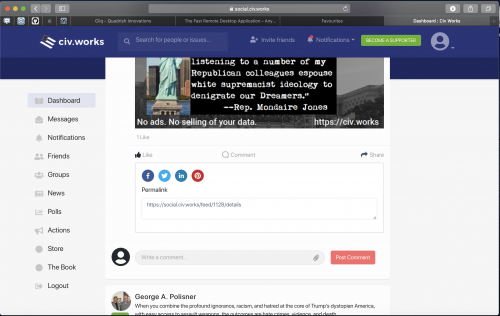 social.civ.works
Cliq - Quadrish Innovations
The Fast Remote Desktop Application – Any...
Favourites
Dashboard : Civ Works
civ.works
Search for people or issues...
Invite friends
Notifications
BECOME A SUPPORTER
Dashboard
Messages
Notifications
Friends
Groups
News
Polls
Actions
Store
The Book
Logout
listening to a number of my
Republican colleagues espouse
white supremacist ideology to
denigrate our Dreamers."
--Rep. Mondaire Jones
No ads. No selling of your data.
https://civ.works
1 Like
Like
Comment
Share
Permalink
https://social.civ.works/feed/1128/details
Write a comment...
Post Comment
George A. Polisner
When you combine the profound ignorance, racism, and hatred at the core of Trump's dystopian America,
with easy access to assault weapons, the outcomes are hate crimes, violence, and death.